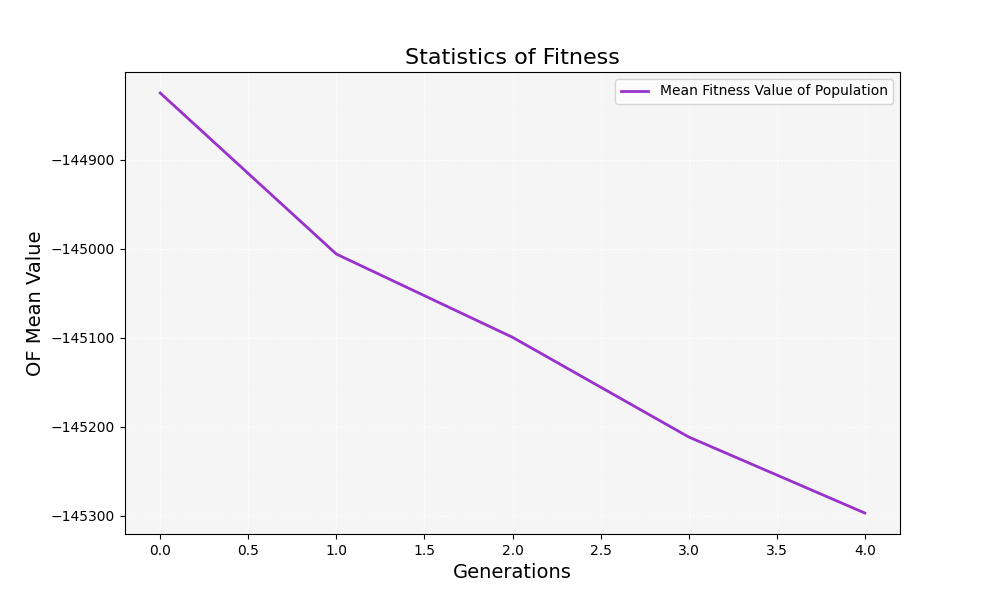 Statistics of Fitness
Mean Fitness Value of Population
OF Mean Value
−144900
−145000
−145100
−145200
−145300
0.0 0.5 1.0 1.5 2.0 2.5 3.0 3.5 4.0
Generations